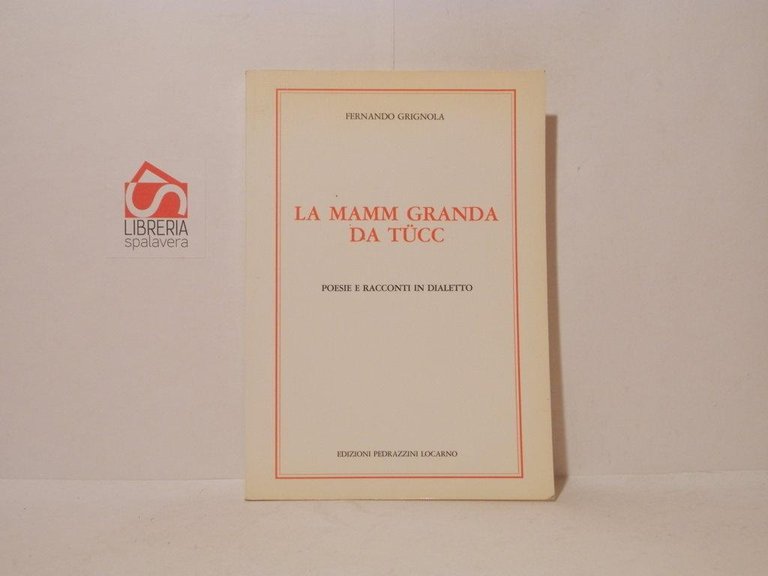 FERNANDO GRIGNOLA
LA MAMM GRANDA
DA TÜCC
POESIE E RACCONTI IN DIALETTO
EDIZIONI PEDRAZZINI LOCARNO
LIBRERIA
spalavera